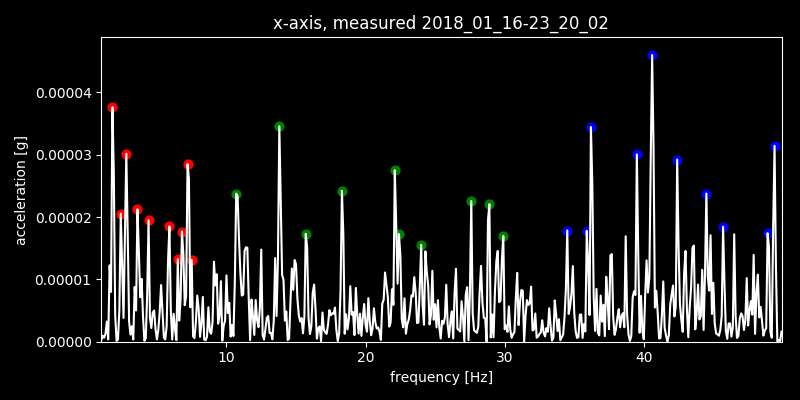 x-axis, measured 2018_01_16-23_20_02
0.00004
0.00003
0.00002
0.00001
0.00000
acceleration [g]
10 20 30 40
frequency [Hz]